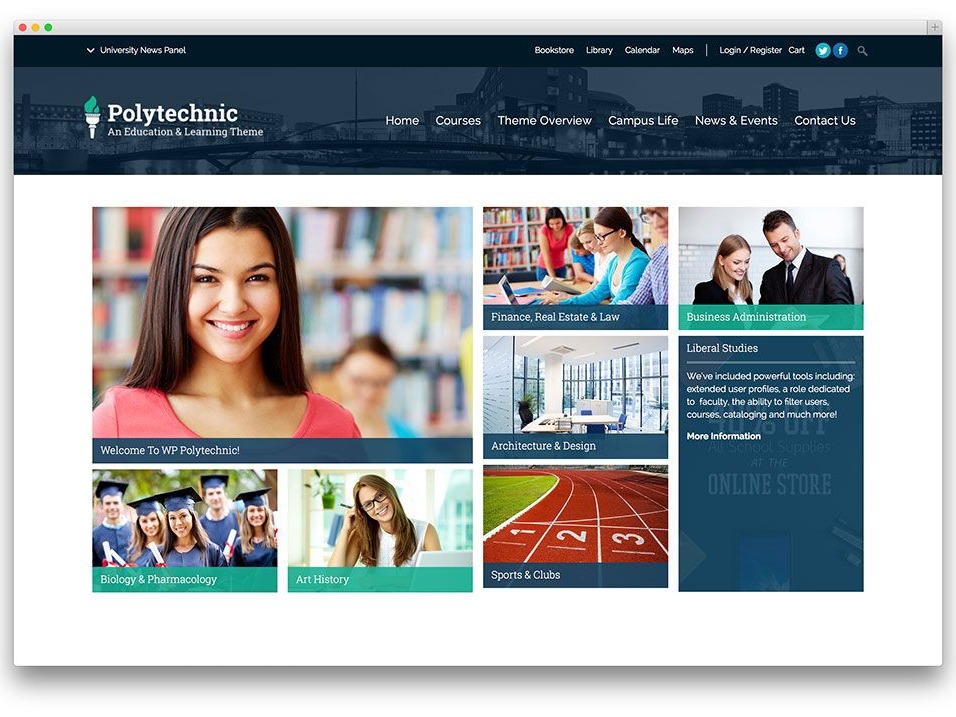 University News Panel
Bookstore Library Calendar Maps Login / Register Cart
Polytechnic
An Education & Learning Theme
Home Courses Theme Overview Campus Life News & Events Contact Us
Welcome To WP Polytechnic!
Finance, Real Estate & Law
Business Administration
Architecture & Design
Liberal Studies
We've included powerful tools including:
extended user profiles, a role dedicated
to faculty, the ability to filter users,
courses, cataloging and much more!
More Information
OFF
All School Supplies
AT THE
ONLINE STORE
Biology & Pharmacology
Art History
Sports & Clubs
1 2 3